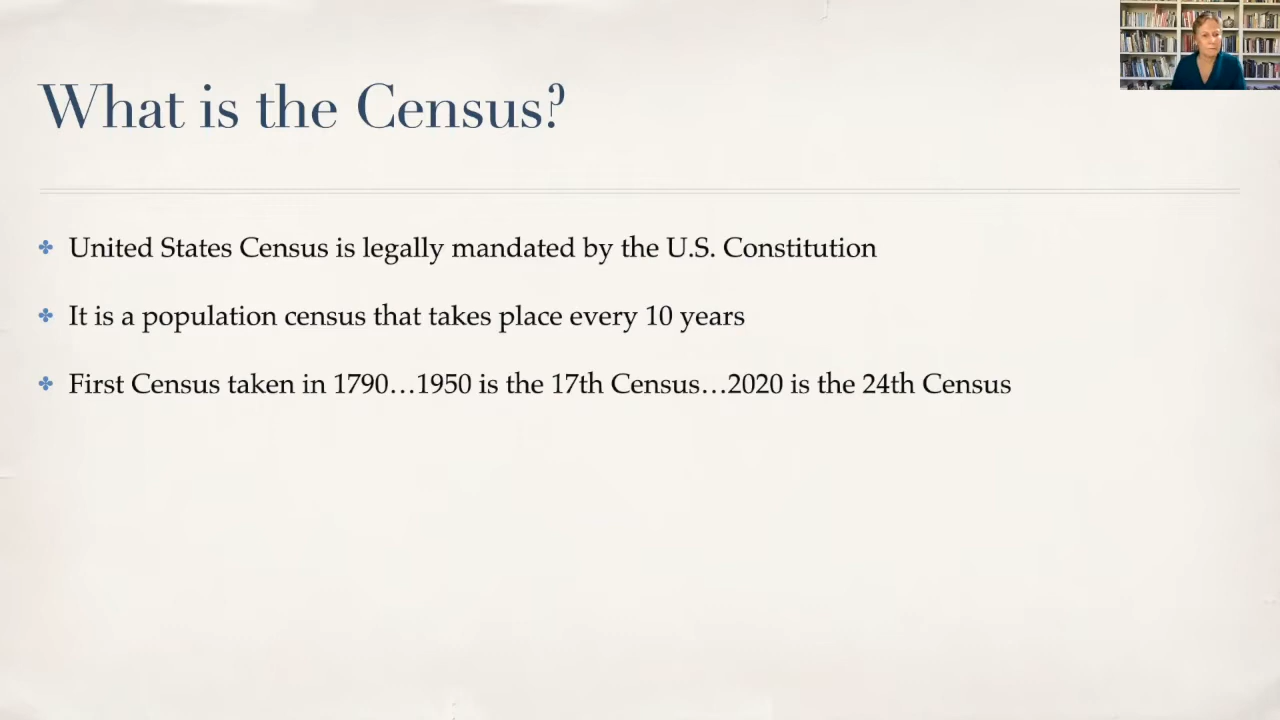 What is the Census?
United States Census is legally mandated by the U.S. Constitution
It is a population census that takes place every 10 years
First Census taken in 1790…1950 is the 17th Census…2020 is the 24th Census